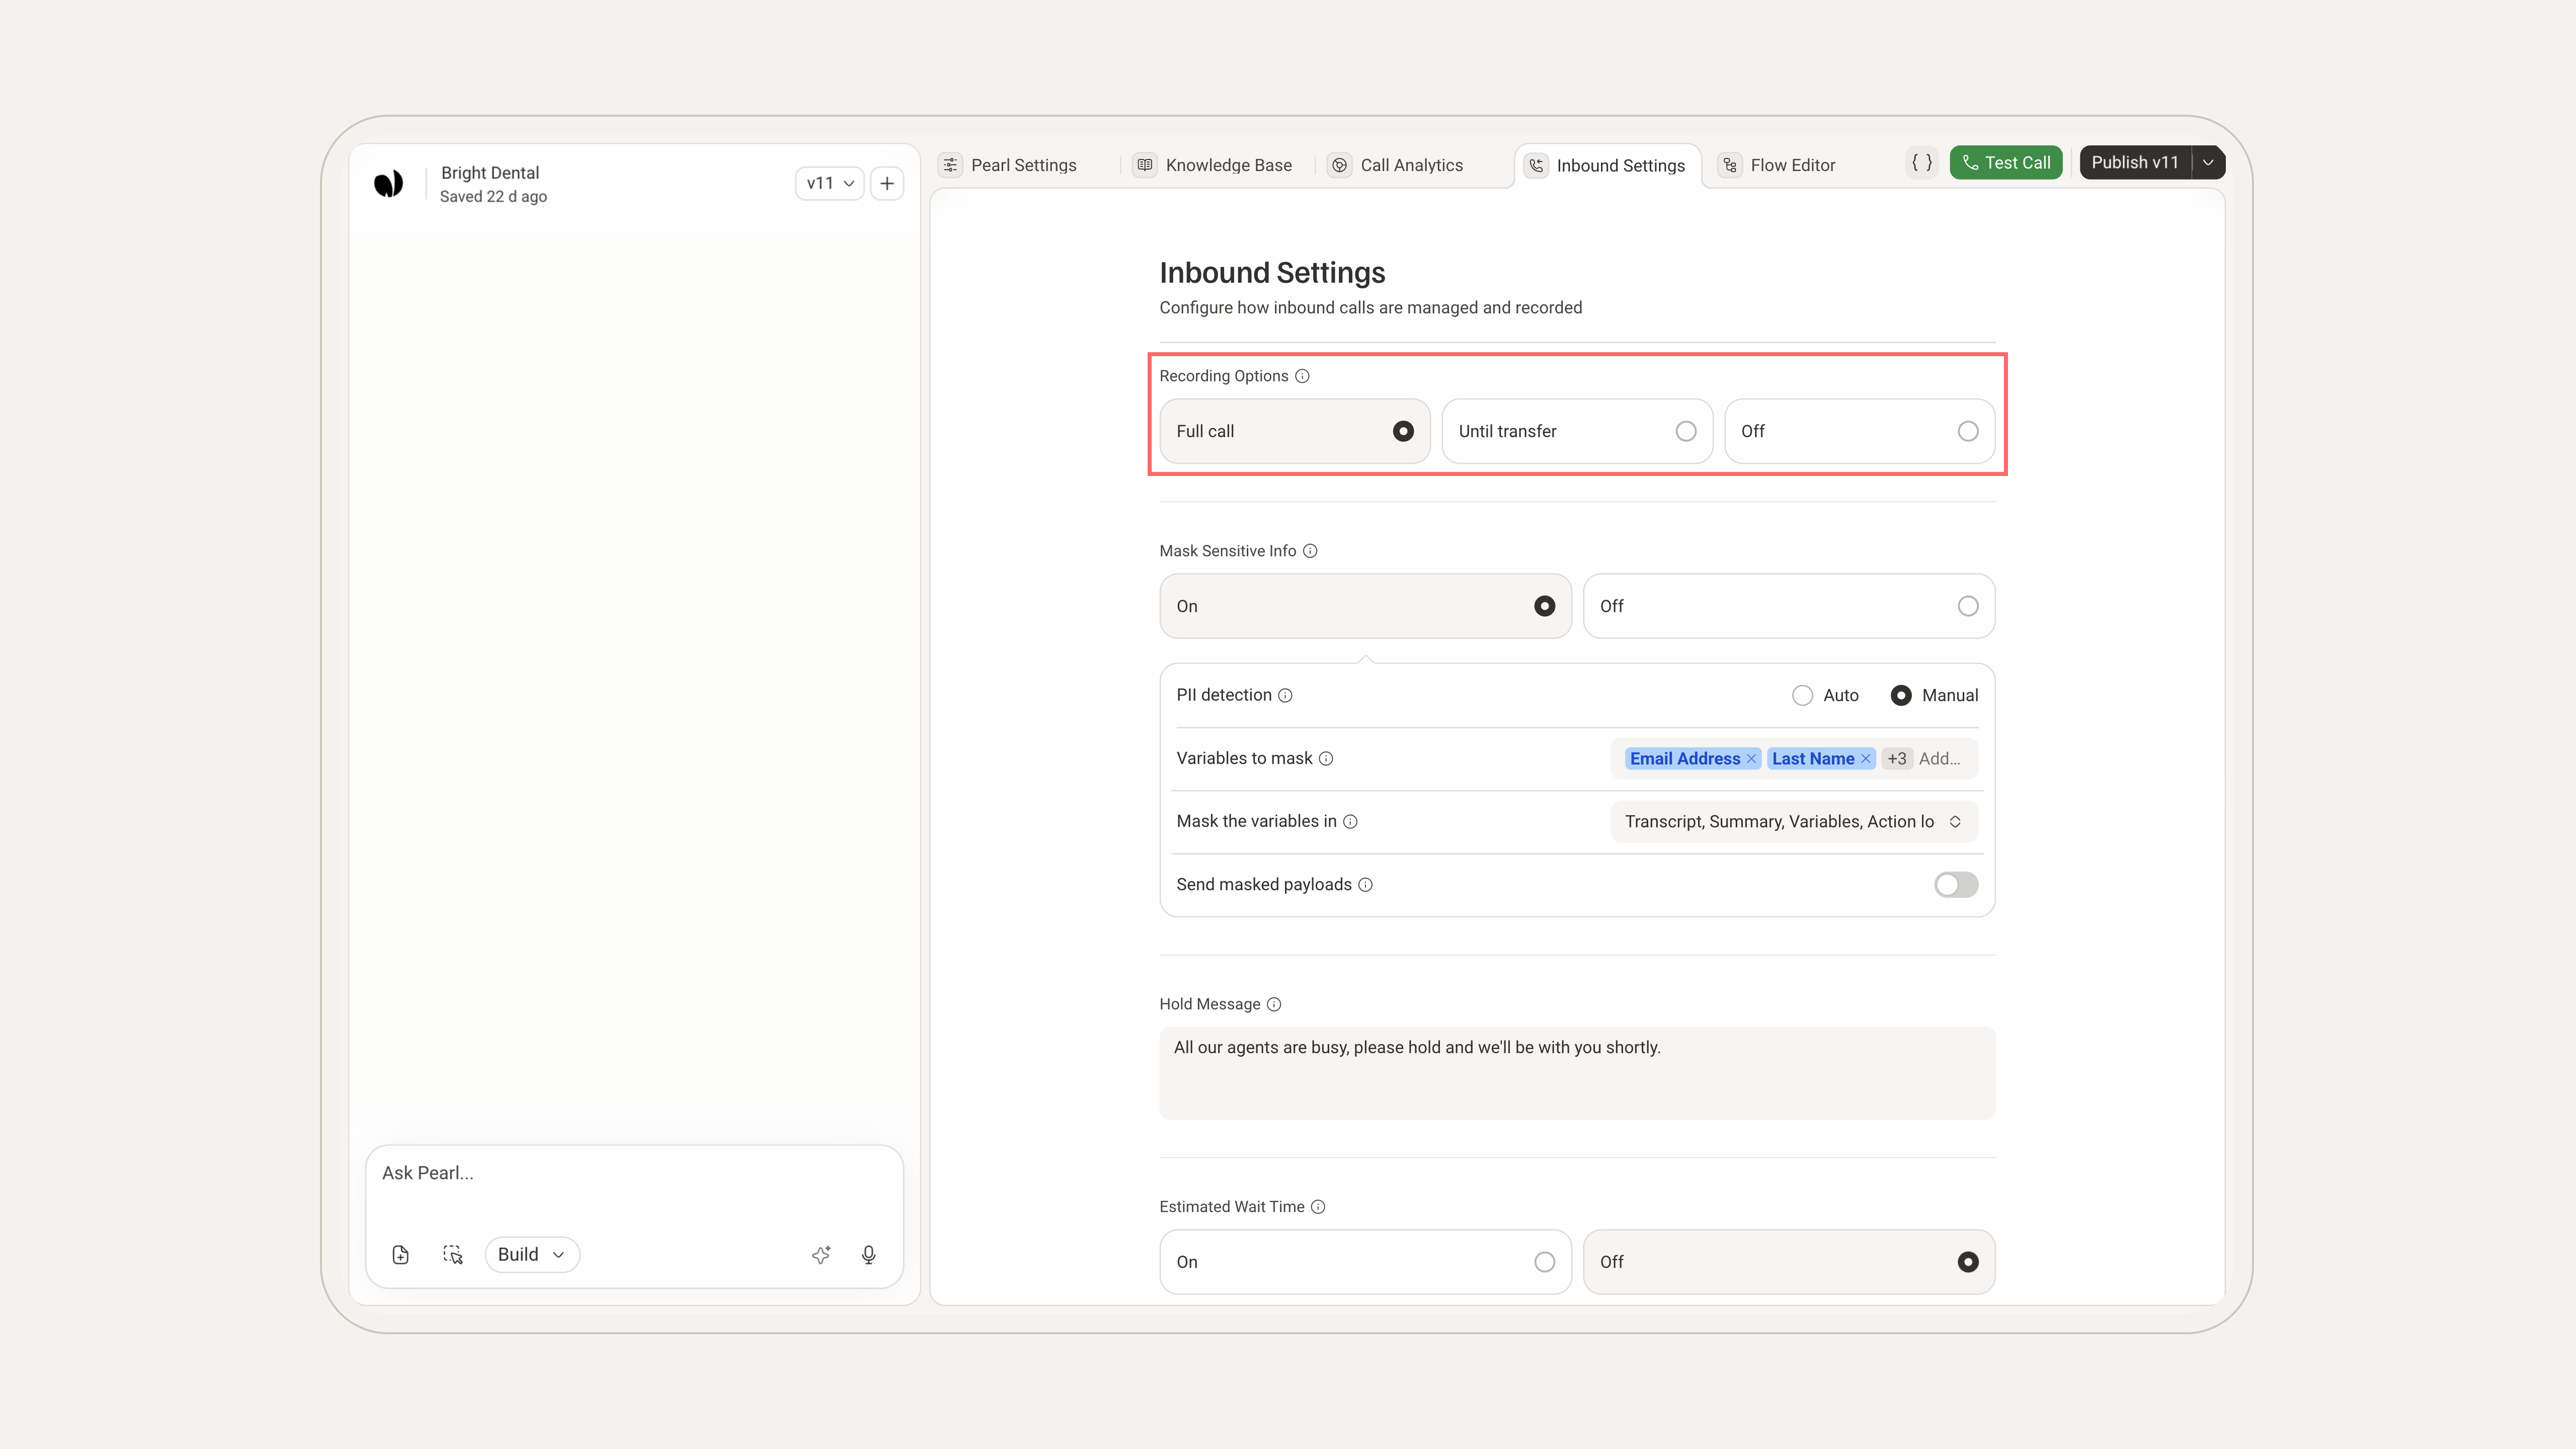 Bright Dental
Saved 22 d ago
v11
Pearl Settings
Knowledge Base
Call Analytics
Inbound Settings
Flow Editor
{ }
Test Call
Publish v11
Inbound Settings
Configure how inbound calls are managed and recorded
Recording Options
Full call
Until transfer
Off
Mask Sensitive Info
On
Off
PII detection
Auto
Manual
Variables to mask
Email Address × Last Name × +3 Add...
Mask the variables in
Transcript, Summary, Variables, Action lo
Send masked payloads
Hold Message
All our agents are busy, please hold and we'll be with you shortly.
Estimated Wait Time
On
Off
Ask Pearl...
Build